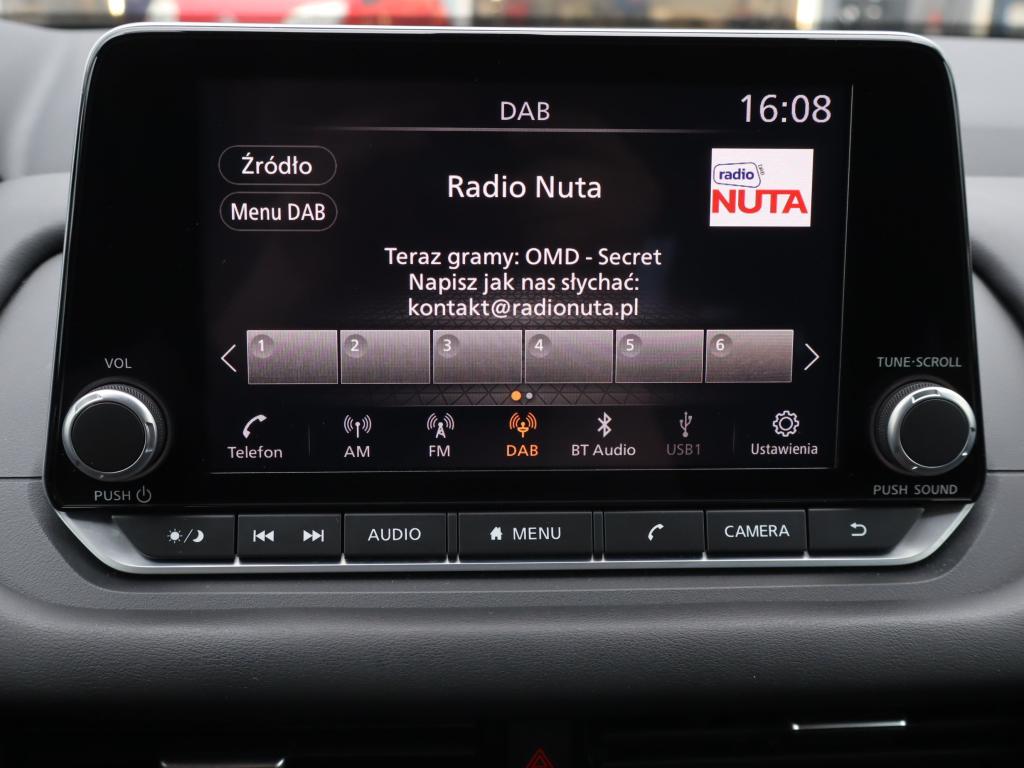 DAB
16:08
Źródło
Menu DAB
Radio Nuta
radio
NUTA
Teraz gramy: OMD - Secret
Napisz jak nas słychać:
kontakt@radionuta.pl
1 2 3 4 5 6
VOL
TUNE·SCROLL
Telefon AM FM DAB BT Audio USB1 Ustawienia
PUSH
PUSH SOUND
AUDIO MENU CAMERA